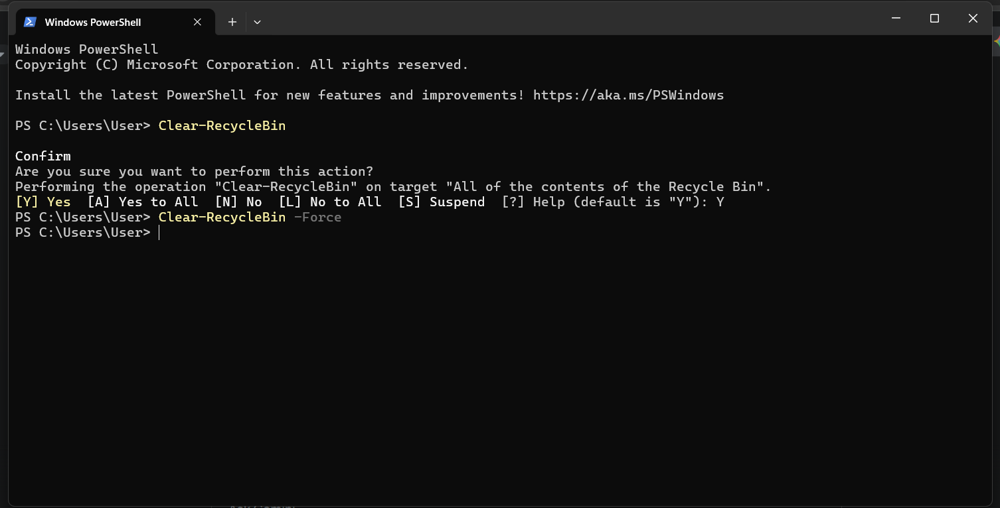 Windows PowerShell
Windows PowerShell
Copyright (C) Microsoft Corporation. All rights reserved.
Install the latest PowerShell for new features and improvements! https://aka.ms/PSWindows
PS C:\Users\User> Clear-RecycleBin
Confirm
Are you sure you want to perform this action?
Performing the operation "Clear-RecycleBin" on target "All of the contents of the Recycle Bin".
[Y] Yes  [A] Yes to All  [N] No  [L] No to All  [S] Suspend  [?] Help (default is "Y"): Y
PS C:\Users\User> Clear-RecycleBin -Force
PS C:\Users\User>